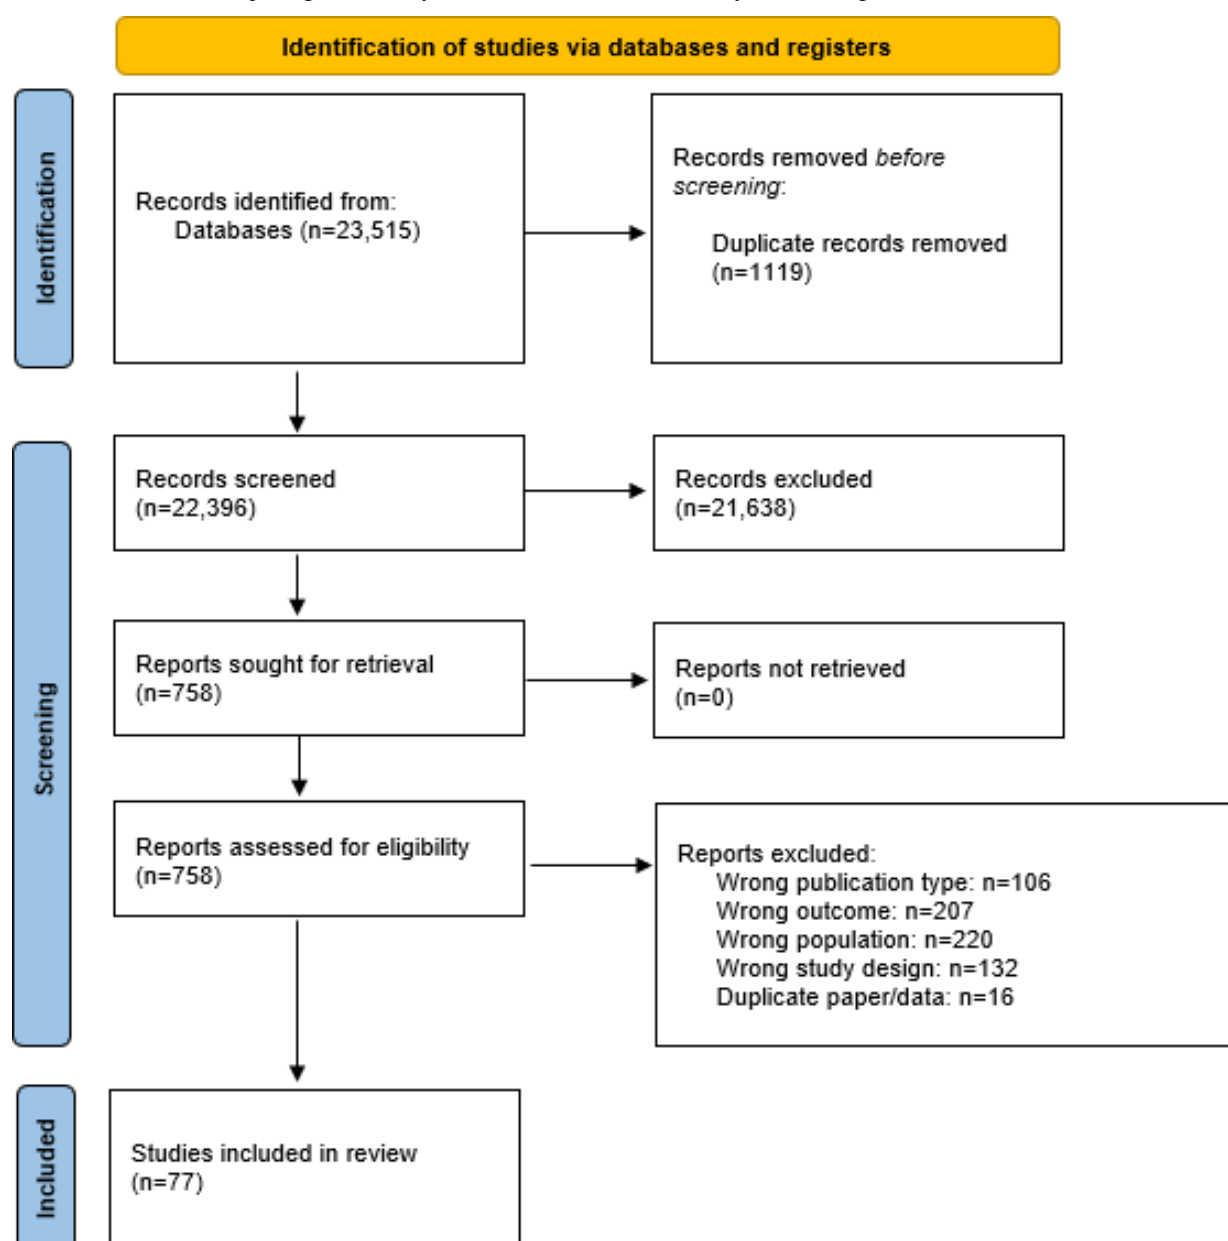 Identification of studies via databases and registers
Identification
Records identified from:
Databases (n=23,515)
Records removed before
screening:
Duplicate records removed
(n=1119)
Screening
Records screened
(n=22,396)
Records excluded
(n=21,638)
Reports sought for retrieval
(n=758)
Reports not retrieved
(n=0)
Reports assessed for eligibility
(n=758)
Reports excluded:
Wrong publication type: n=106
Wrong outcome: n=207
Wrong population: n=220
Wrong study design: n=132
Duplicate paper/data: n=16
Included
Studies included in review
(n=77)